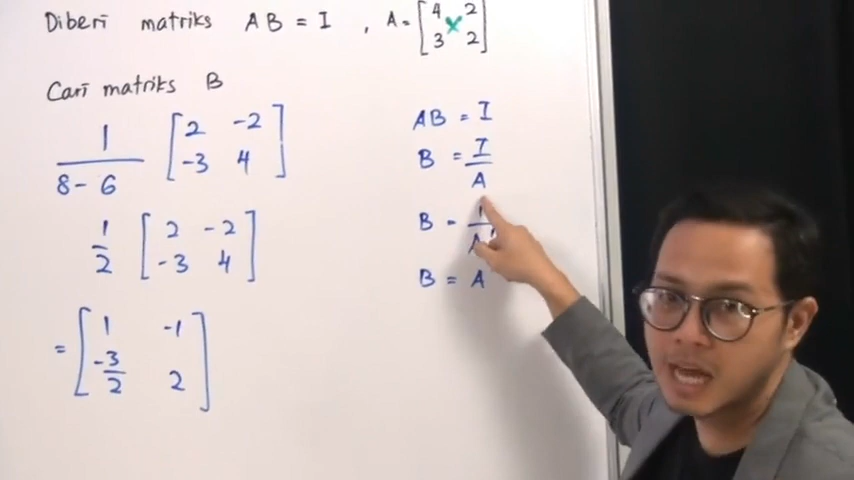 Diberi matriks AB = I , A = [4 2
3 2]
Cari matriks B
1/(8 - 6) [2 -2
-3 4]
1/2 [2 -2
-3 4]
= [1 -1
-3/2 2]
AB = I
B = I/A
B = 1/A
B = A